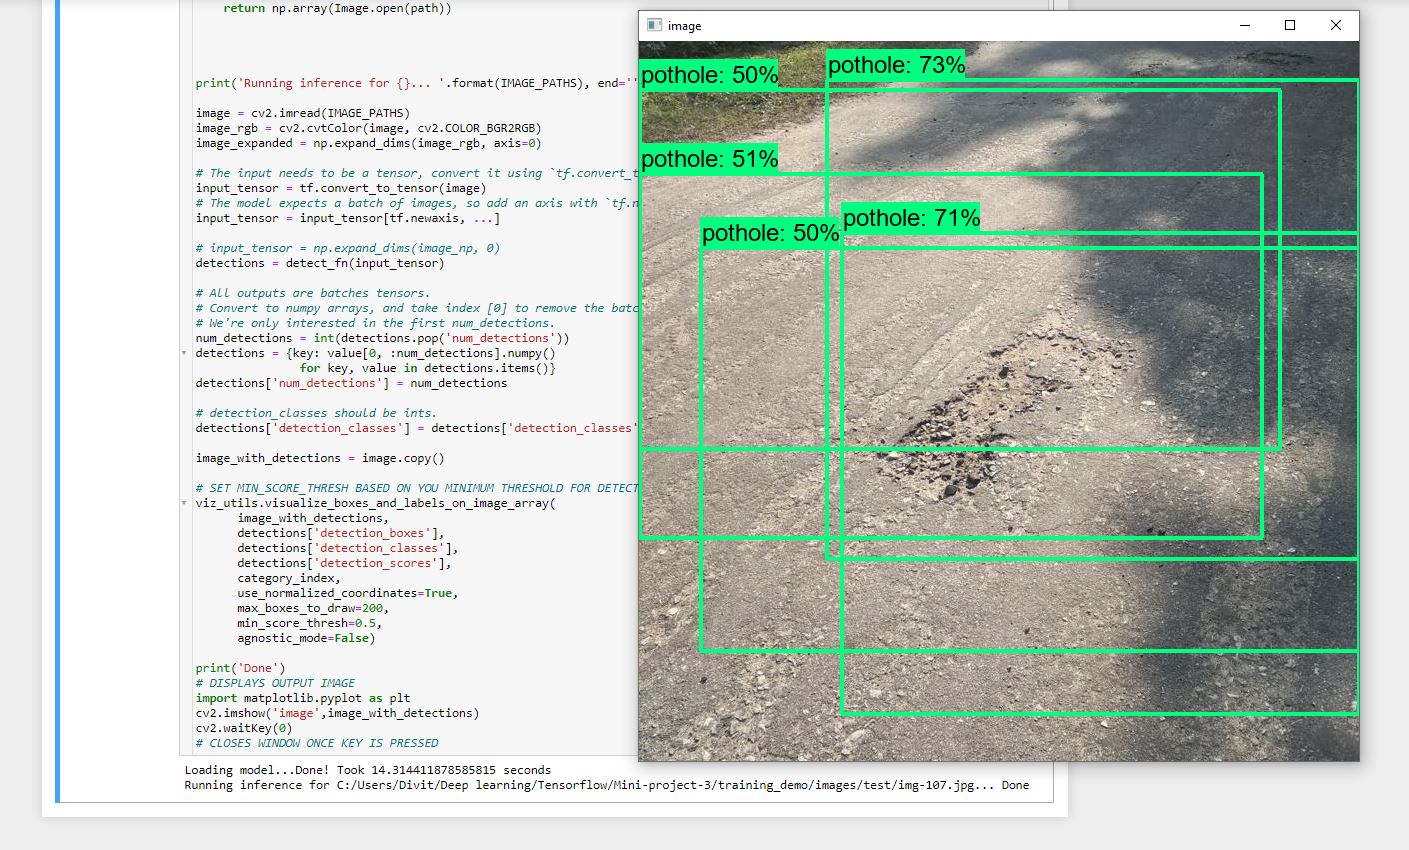 return np.array(Image.open(path))
print('Running inference for {}... '.format(IMAGE_PATHS), end=''
image = cv2.imread(IMAGE_PATHS)
image_rgb = cv2.cvtColor(image, cv2.COLOR_BGR2RGB)
image_expanded = np.expand_dims(image_rgb, axis=0)
# The input needs to be a tensor, convert it using `tf.convert_t
input_tensor = tf.convert_to_tensor(image)
# The model expects a batch of images, so add an axis with `tf.n
input_tensor = input_tensor[tf.newaxis, ...]
# input_tensor = np.expand_dims(image_np, 0)
detections = detect_fn(input_tensor)
# All outputs are batches tensors.
# Convert to numpy arrays, and take index [0] to remove the batc
# We're only interested in the first num_detections.
num_detections = int(detections.pop('num_detections'))
detections = {key: value[0, :num_detections].numpy()
for key, value in detections.items()}
detections['num_detections'] = num_detections
# detection_classes should be ints.
detections['detection_classes'] = detections['detection_classes'
image_with_detections = image.copy()
# SET MIN_SCORE_THRESH BASED ON YOU MINIMUM THRESHOLD FOR DETECT
viz_utils.visualize_boxes_and_labels_on_image_array(
image_with_detections,
detections['detection_boxes'],
detections['detection_classes'],
detections['detection_scores'],
category_index,
use_normalized_coordinates=True,
max_boxes_to_draw=200,
min_score_thresh=0.5,
agnostic_mode=False)
print('Done')
# DISPLAYS OUTPUT IMAGE
import matplotlib.pyplot as plt
cv2.imshow('image',image_with_detections)
cv2.waitKey(0)
# CLOSES WINDOW ONCE KEY IS PRESSED
Loading model...Done! Took 14.314411878585815 seconds
Running inference for C:/Users/Divit/Deep learning/Tensorflow/Mini-project-3/training_demo/images/test/img-107.jpg... Done
image
pothole: 73%
pothole: 50%
pothole: 51%
pothole: 71%
pothole: 50%